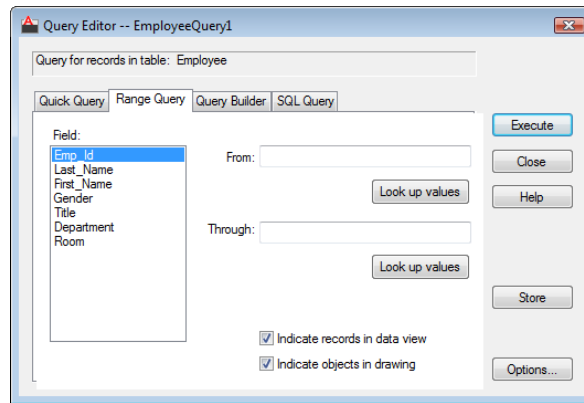 Query Editor -- EmployeeQuery1
Query for records in table: Employee
Quick Query Range Query Query Builder SQL Query
Execute
Field:
Emp_Id
Last_Name
First_Name
Gender
Title
Department
Room
From:
Look up values
Through:
Look up values
Indicate records in data view
Indicate objects in drawing
Close
Help
Store
Options...